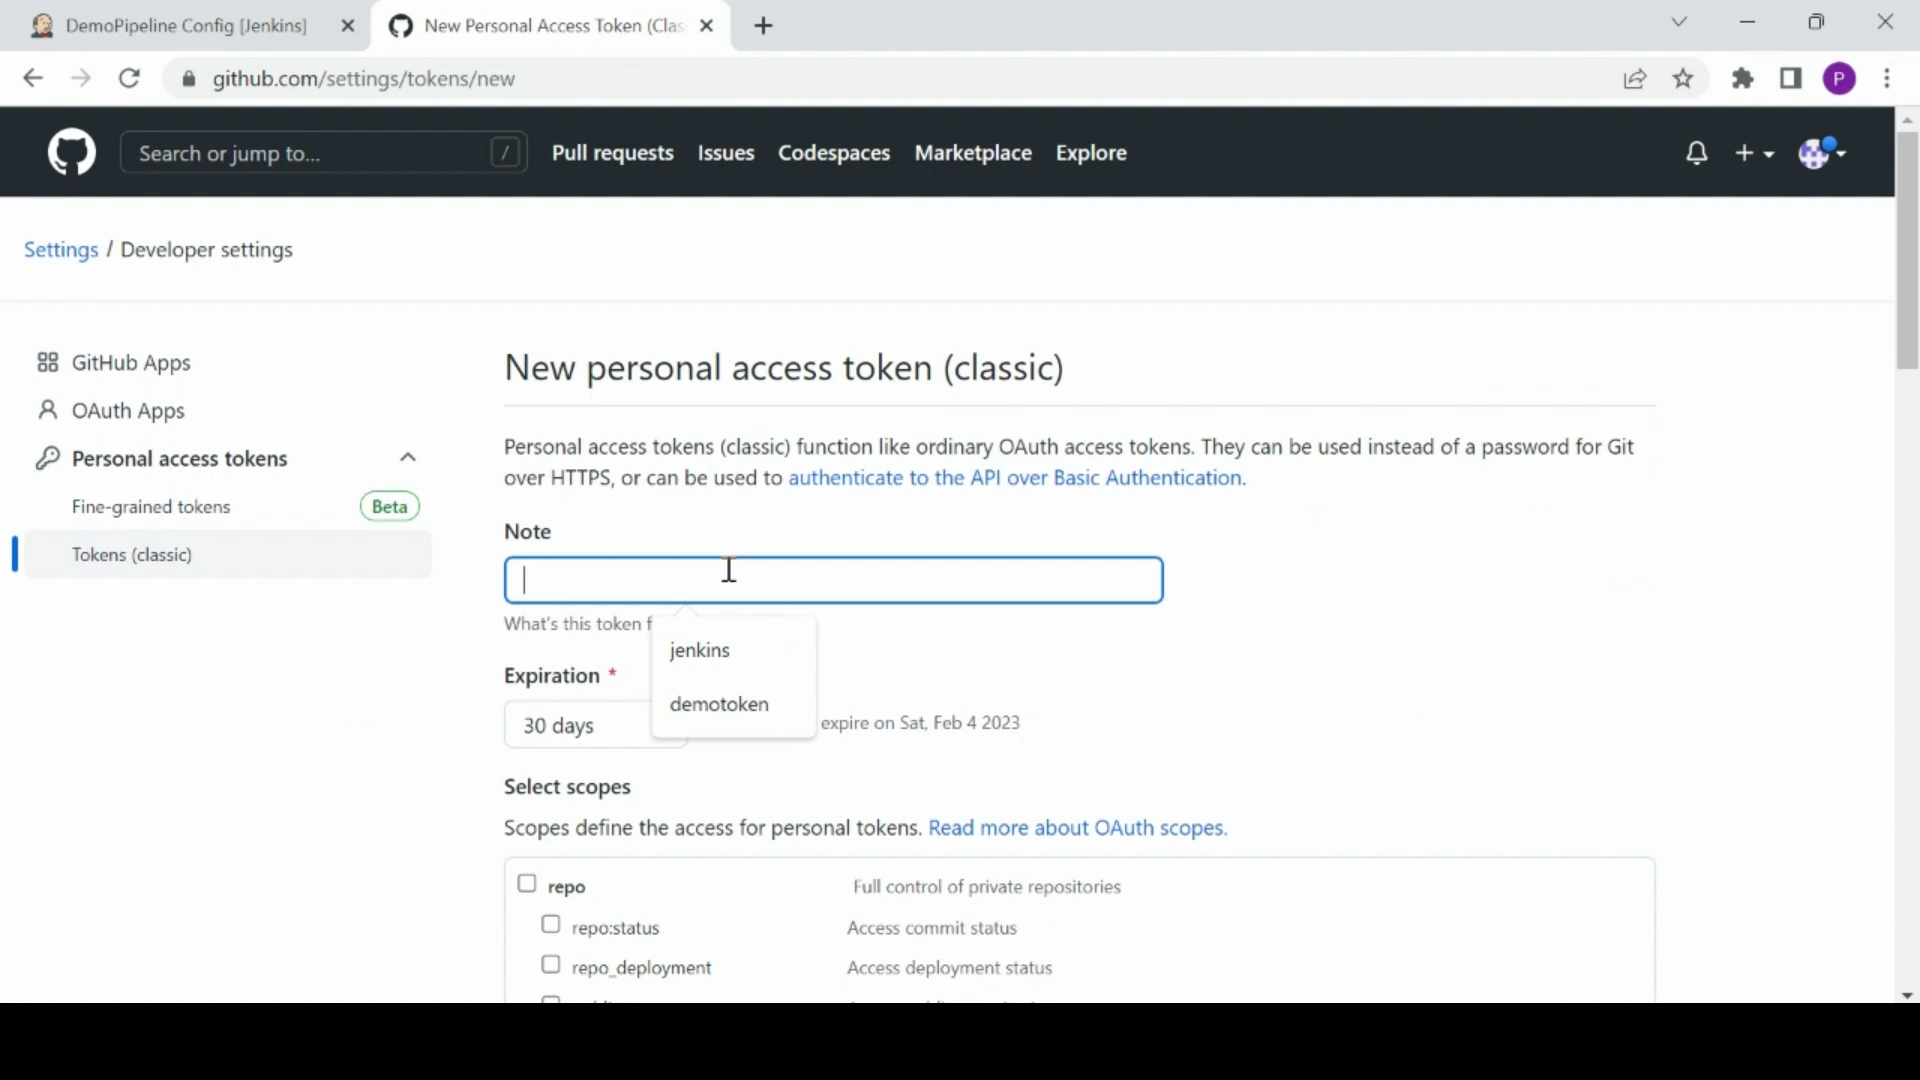 DemoPipeline Config [Jenkins]
New Personal Access Token (Clas
github.com/settings/tokens/new
P
Search or jump to...
/
Pull requests
Issues
Codespaces
Marketplace
Explore
Settings / Developer settings
GitHub Apps
OAuth Apps
Personal access tokens
Fine-grained tokens
Beta
Tokens (classic)
New personal access token (classic)
Personal access tokens (classic) function like ordinary OAuth access tokens. They can be used instead of a password for Git
over HTTPS, or can be used to authenticate to the API over Basic Authentication.
Note
What's this token f
jenkins
demotoken
Expiration *
30 days
expire on Sat, Feb 4 2023
Select scopes
Scopes define the access for personal tokens. Read more about OAuth scopes.
repo
Full control of private repositories
repo:status
Access commit status
repo_deployment
Access deployment status